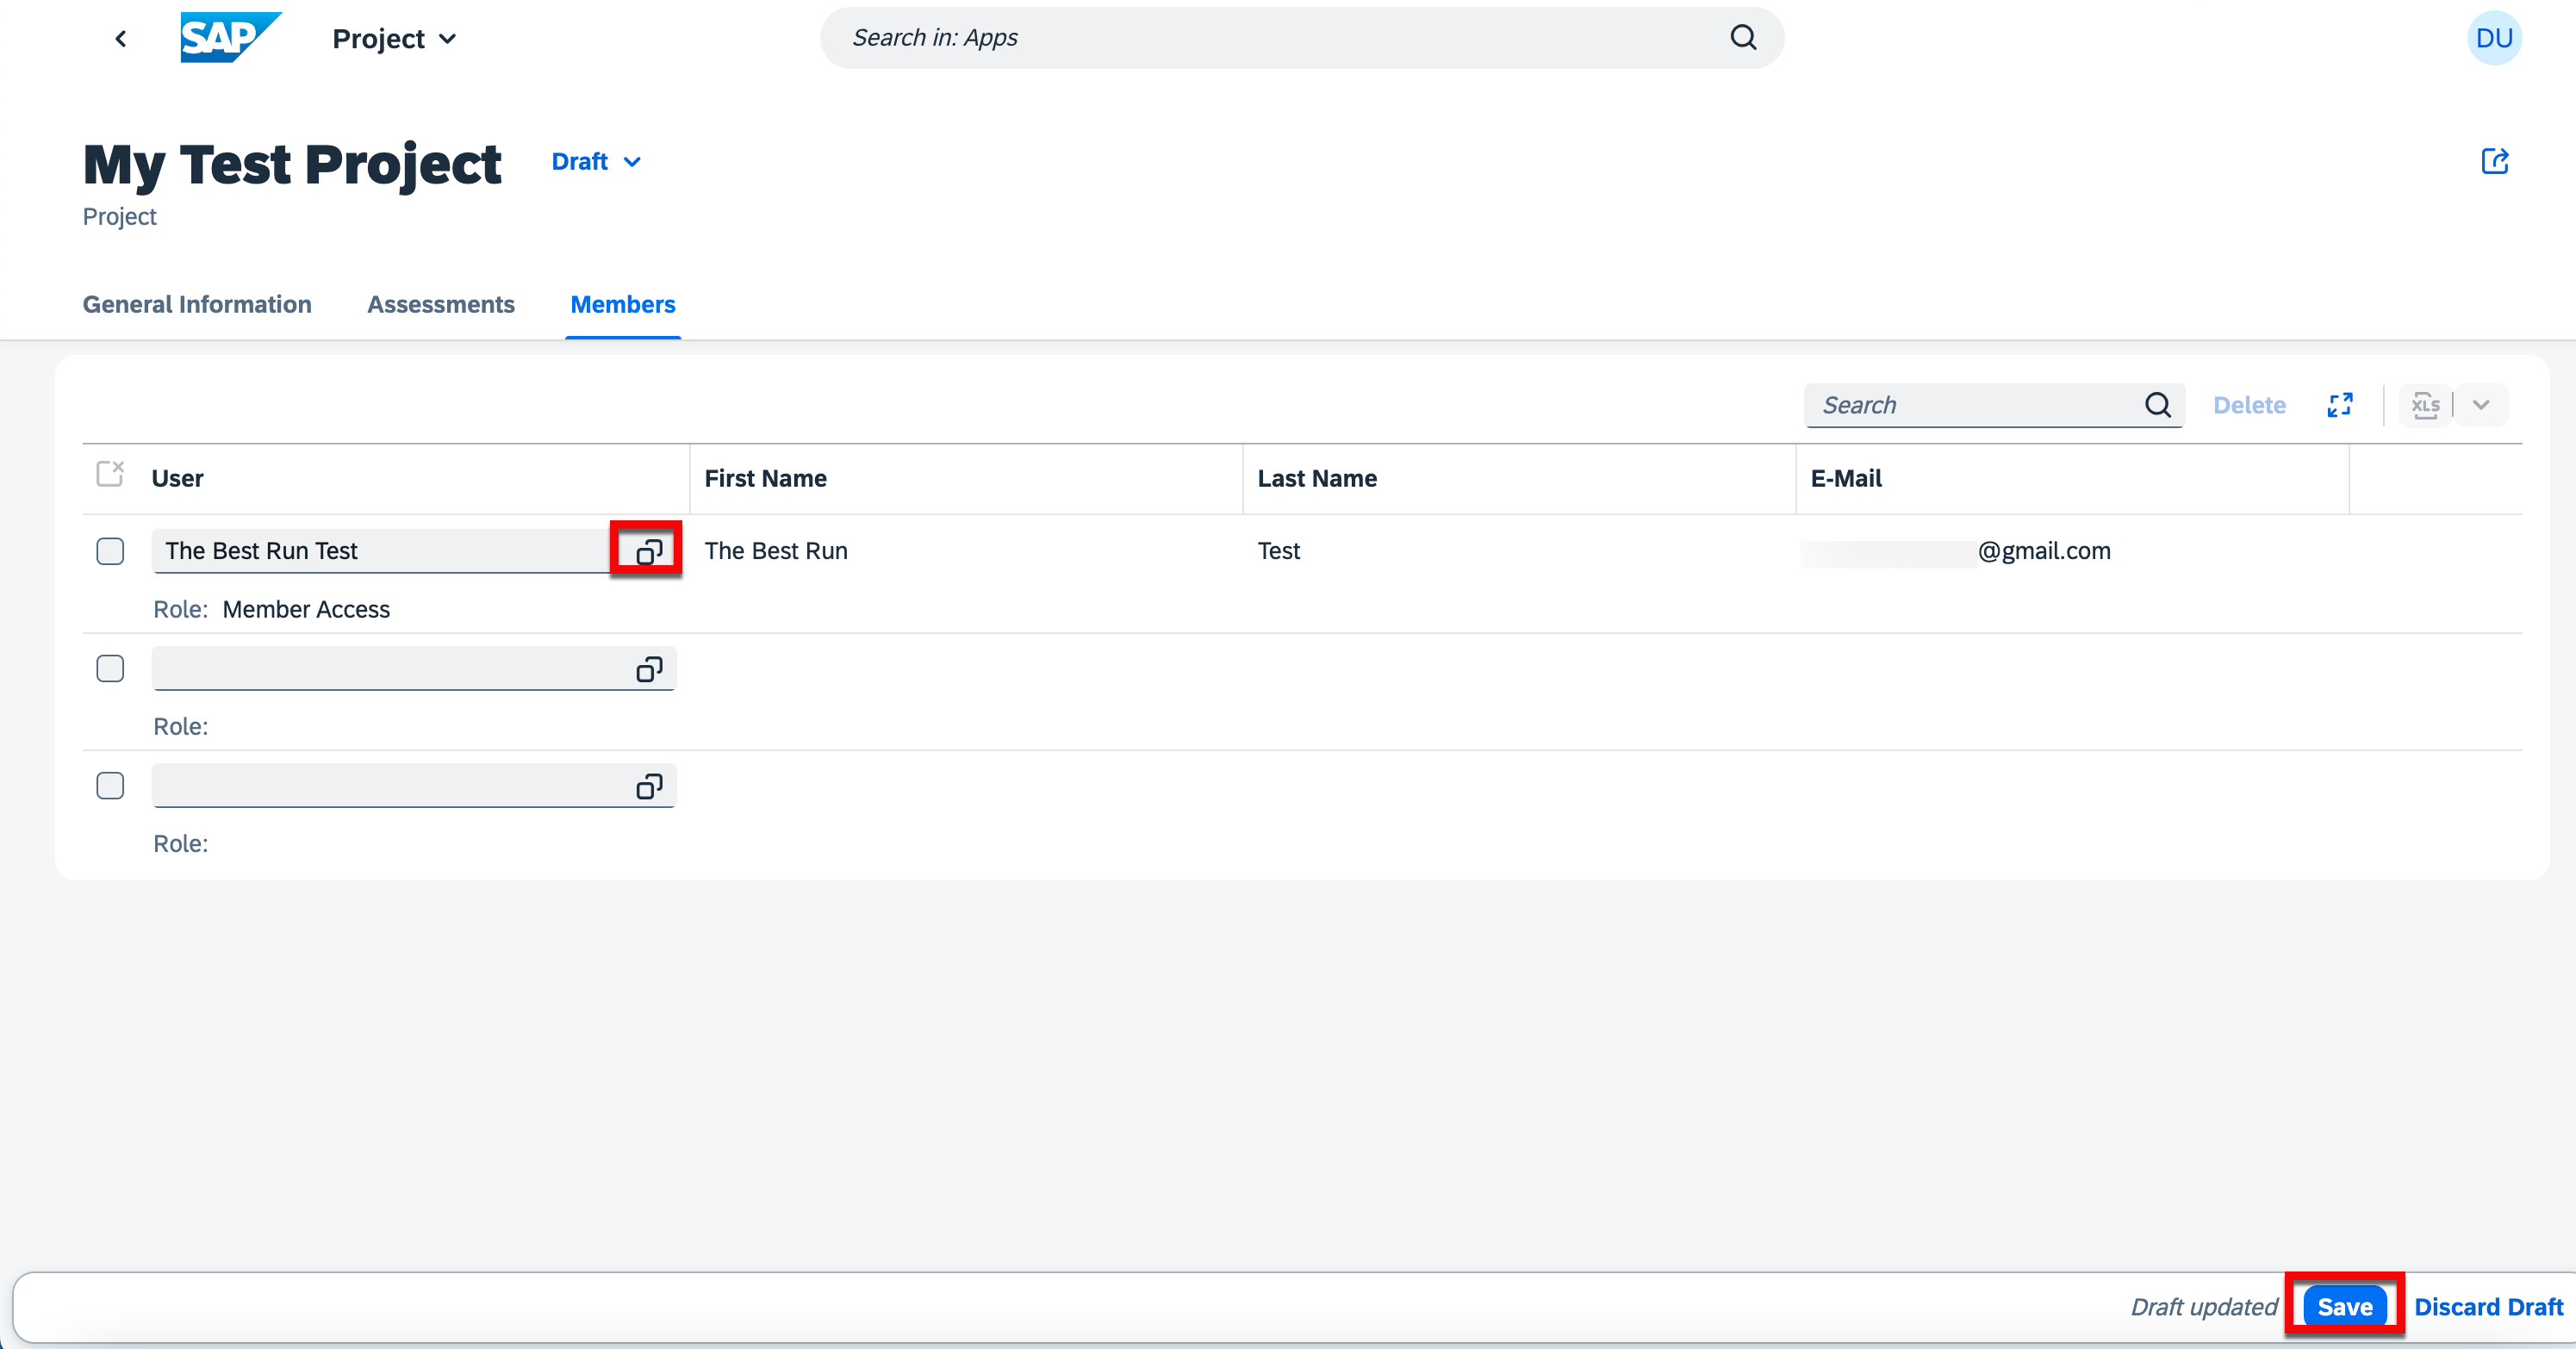 SAP Project Search in: Apps DU
My Test Project Draft
Project
General Information Assessments Members
Search Delete XLS
User First Name Last Name E-Mail
The Best Run Test The Best Run Test @gmail.com
Role: Member Access
Role:
Role:
Draft updated Save Discard Draft